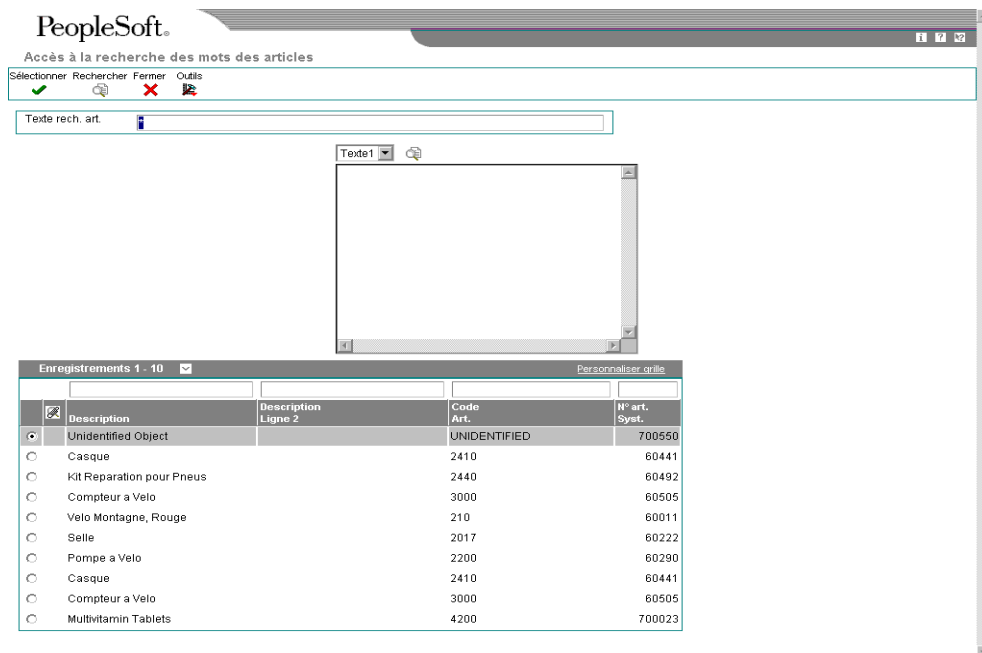 PeopleSoft®
Accès à la recherche des mots des articles
Sélectionner Rechercher Fermer Outils
Texte rech. art. *
Texte1
Enregistrements 1 - 10 Personnaliser grille
Description Description Ligne 2 Code Art. N° art. Syst.
Unidentified Object UNIDENTIFIED 700550
Casque 2410 60441
Kit Reparation pour Pneus 2440 60492
Compteur a Velo 3000 60505
Velo Montagne, Rouge 210 60011
Selle 2017 60222
Pompe a Velo 2200 60290
Casque 2410 60441
Compteur a Velo 3000 60505
Multivitamin Tablets 4200 700023